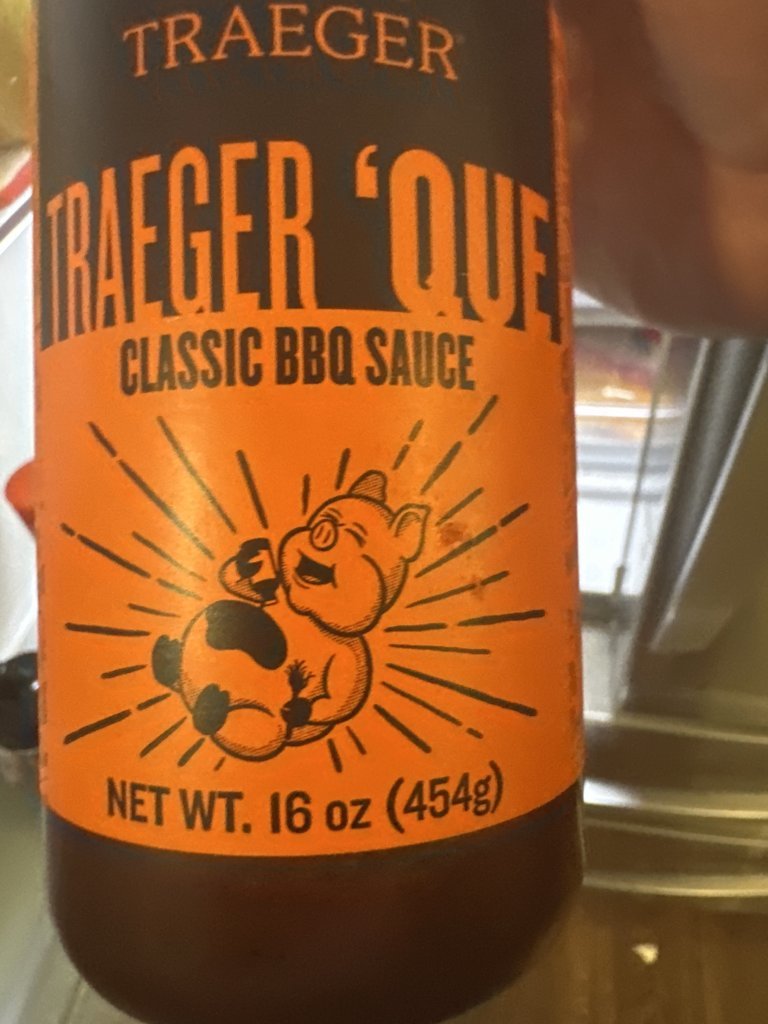 TRAEGER
TRAEGER ‘QUE
CLASSIC BBQ SAUCE
NET WT. 16 oz (454g)